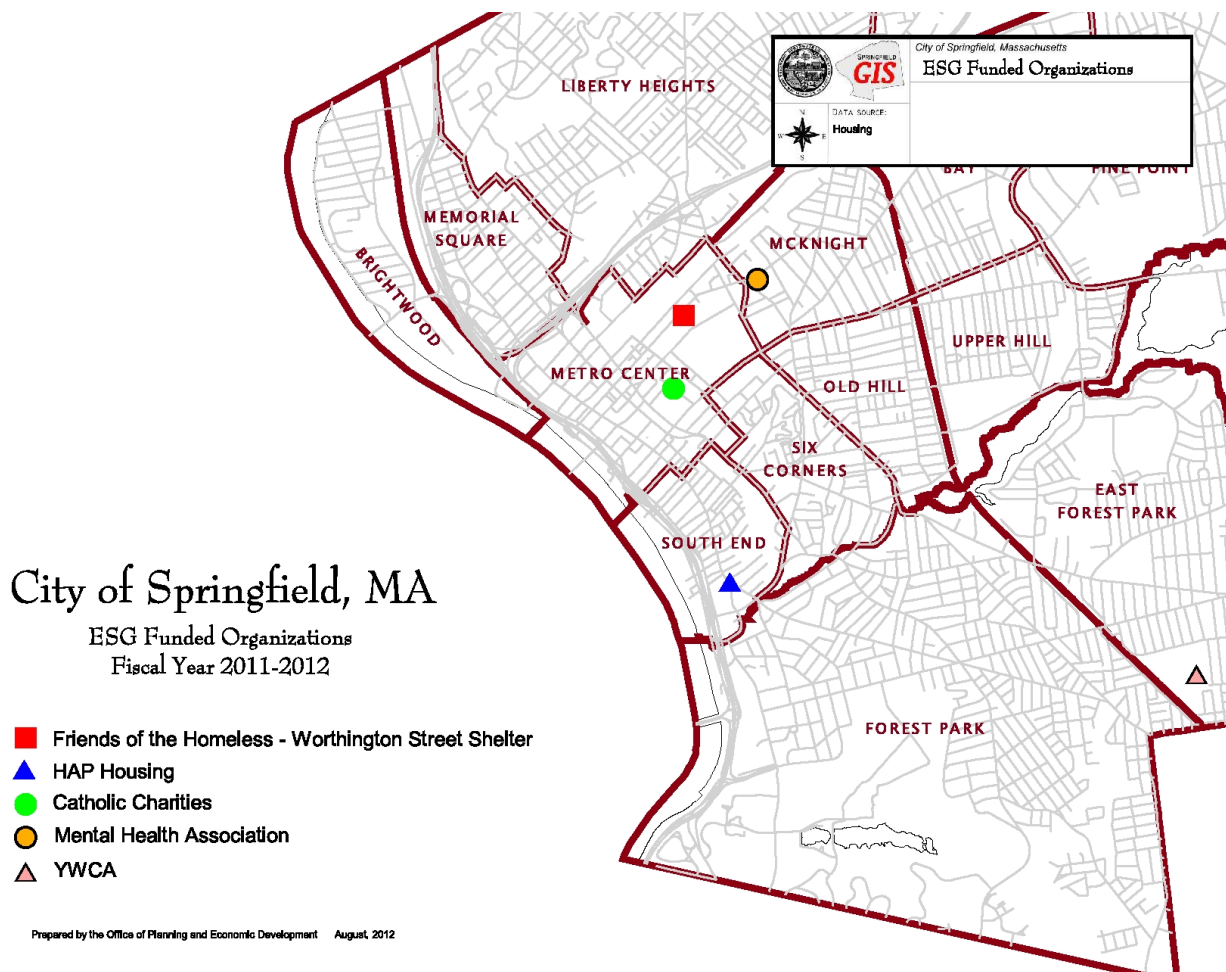 City of Springfield, Massachusetts
ESG Funded Organizations
SPRINGFIELD
GIS
DATA SOURCE:
Housing
N
W
E
S
LIBERTY HEIGHTS
BAY
PINE POINT
MEMORIAL
SQUARE
MCKNIGHT
BRIGHTWOOD
UPPER HILL
METRO CENTER
OLD HILL
SIX
CORNERS
EAST
FOREST PARK
SOUTH END
FOREST PARK
City of Springfield, MA
ESG Funded Organizations
Fiscal Year 2011-2012
Friends of the Homeless - Worthington Street Shelter
HAP Housing
Catholic Charities
Mental Health Association
YWCA
Prepared by the Office of Planning and Economic Development August, 2012